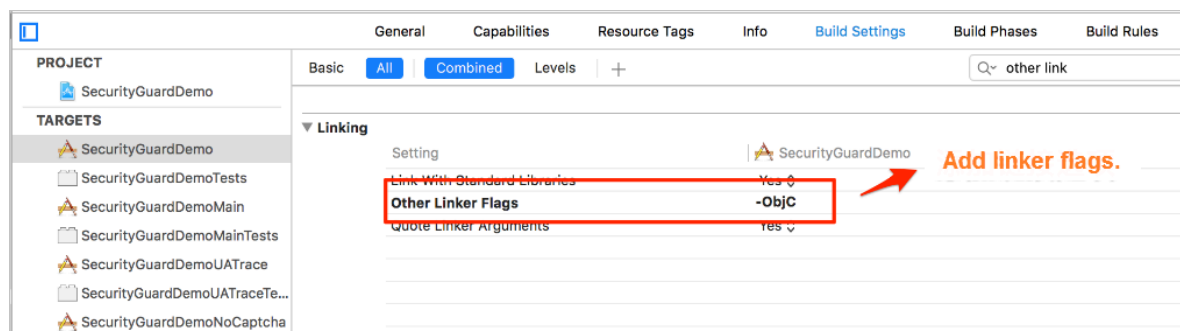 General Capabilities Resource Tags Info Build Settings Build Phases Build Rules
PROJECT
Basic All Combined Levels + other link
SecurityGuardDemo
TARGETS
Linking
SecurityGuardDemo
Setting SecurityGuardDemo
Add linker flags.
SecurityGuardDemoTests
Link With Standard Libraries Yes
SecurityGuardDemoMain
Other Linker Flags -ObjC
SecurityGuardDemoMainTests
Quote Linker Arguments Yes
SecurityGuardDemoUATrace
SecurityGuardDemoUATraceTe...
SecurityGuardDemoNoCaptcha